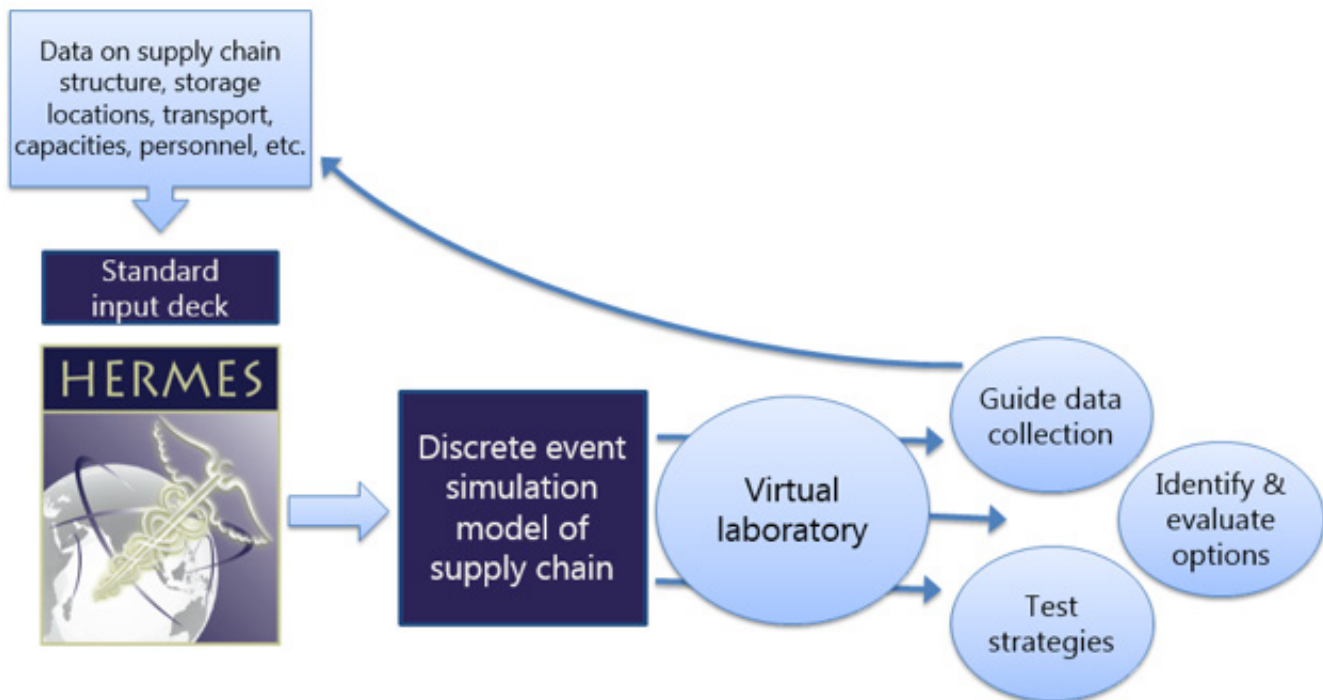 Data on supply chain
structure, storage
locations, transport,
capacities, personnel, etc.
Standard
input deck
HERMES
Discrete event
simulation
model of
supply chain
Virtual
laboratory
Guide data
collection
Identify &
evaluate
options
Test
strategies